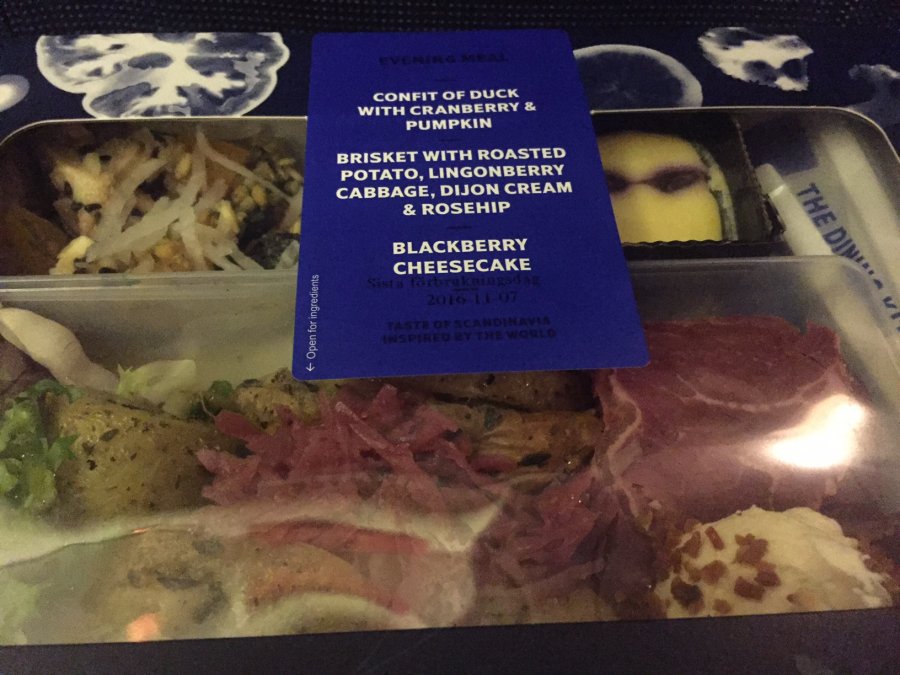 EVENING MEAL
CONFIT OF DUCK
WITH CRANBERRY &
PUMPKIN
BRISKET WITH ROASTED
POTATO, LINGONBERRY
CABBAGE, DIJON CREAM
& ROSEHIP
BLACKBERRY
CHEESECAKE
Sista förbrukningsdag
2016-11-07
TASTE OF SCANDINAVIA
INSPIRED BY THE WORLD
← Open for ingredients
THE DINING